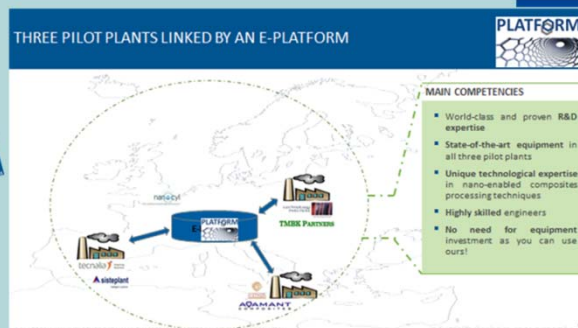 THREE PILOT PLANTS LINKED BY AN E-PLATFORM
PLATFORM
MAIN COMPETENCIES
World-class and proven R&D
expertise
State-of-the-art equipment in
all three pilot plants
Unique technological expertise
in nano-enabled composites
processing techniques
Highly skilled engineers
No need for equipment
investment as you can use
ours!
nanocyl
PLATFORM
TMBK PARTNERS
tecnalia
sisteplant
ADAMANT
COMPOSITES